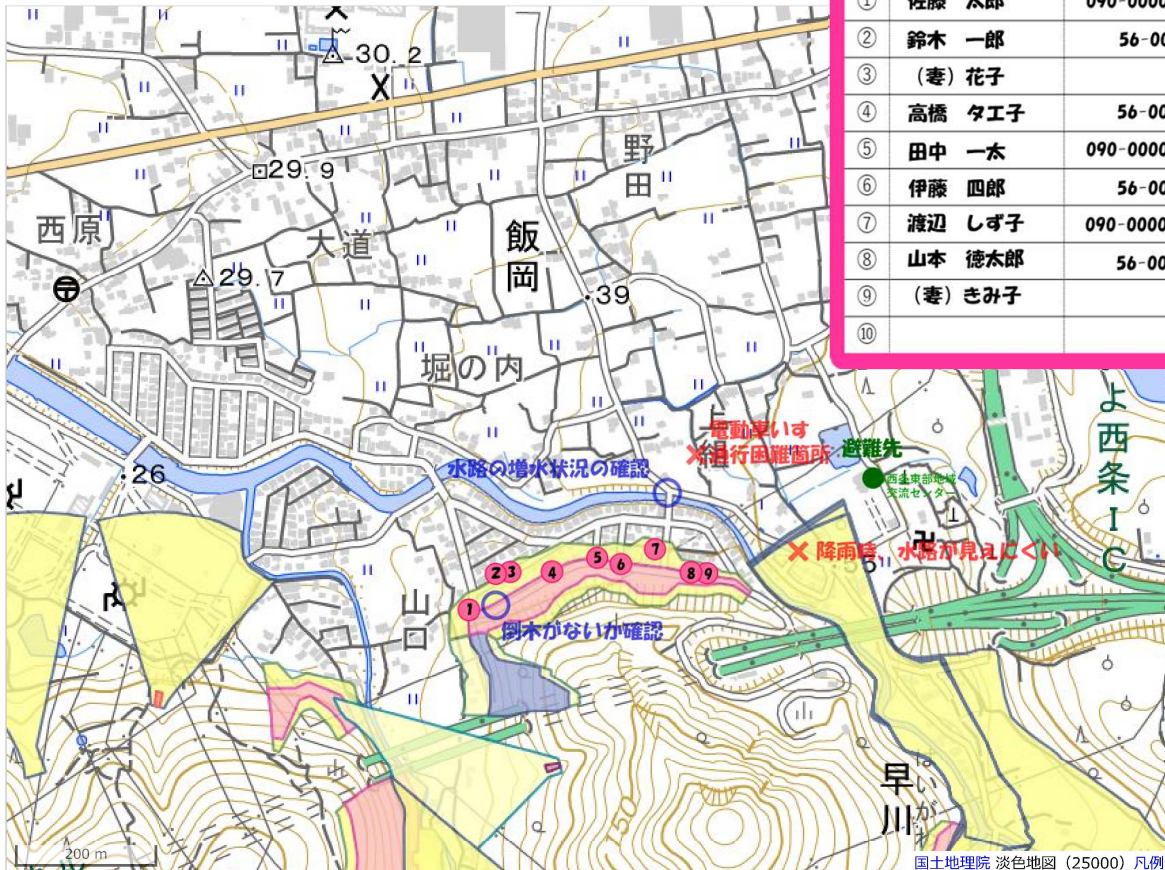 ① 佐藤 太郎 090-0000
② 鈴木 一郎 56-00
③ （妻）花子
④ 高橋 タエ子 56-00
⑤ 田中 一太 090-0000
⑥ 伊藤 四郎 56-00
⑦ 渡辺 しず子 090-0000
⑧ 山本 徳太郎 56-00
⑨ （妻）きみ子
⑩
30.2
29.9
野田
西原
大道
飯岡
29.7
39
堀の内
よ西条IC
上組
電動車いす
×通行困難箇所
避難先
西条東部地域
交流センター
水路の増水状況の確認
26
× 降雨時、水路が見えにくい
55
7
5
6
2 3
4
8 9
1
山口
倒木がないか確認
早川
はいがわ
150
200 m
国土地理院 淡色地図（25000）凡例